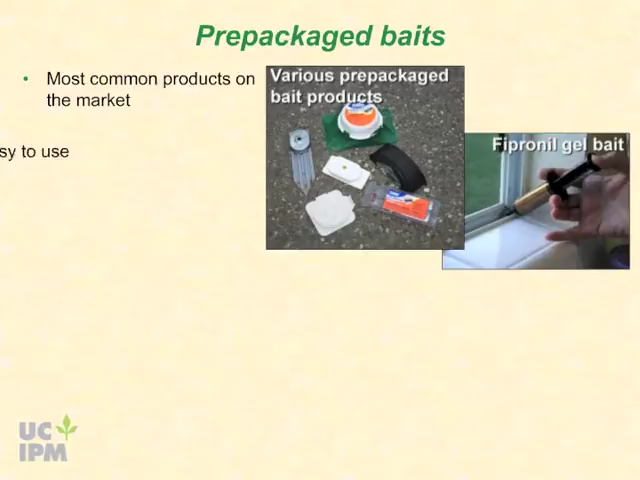 Prepackaged baits
• Most common products on
the market
sy to use
Various prepackaged
bait products
Fipronil gel bait
UC
IPM